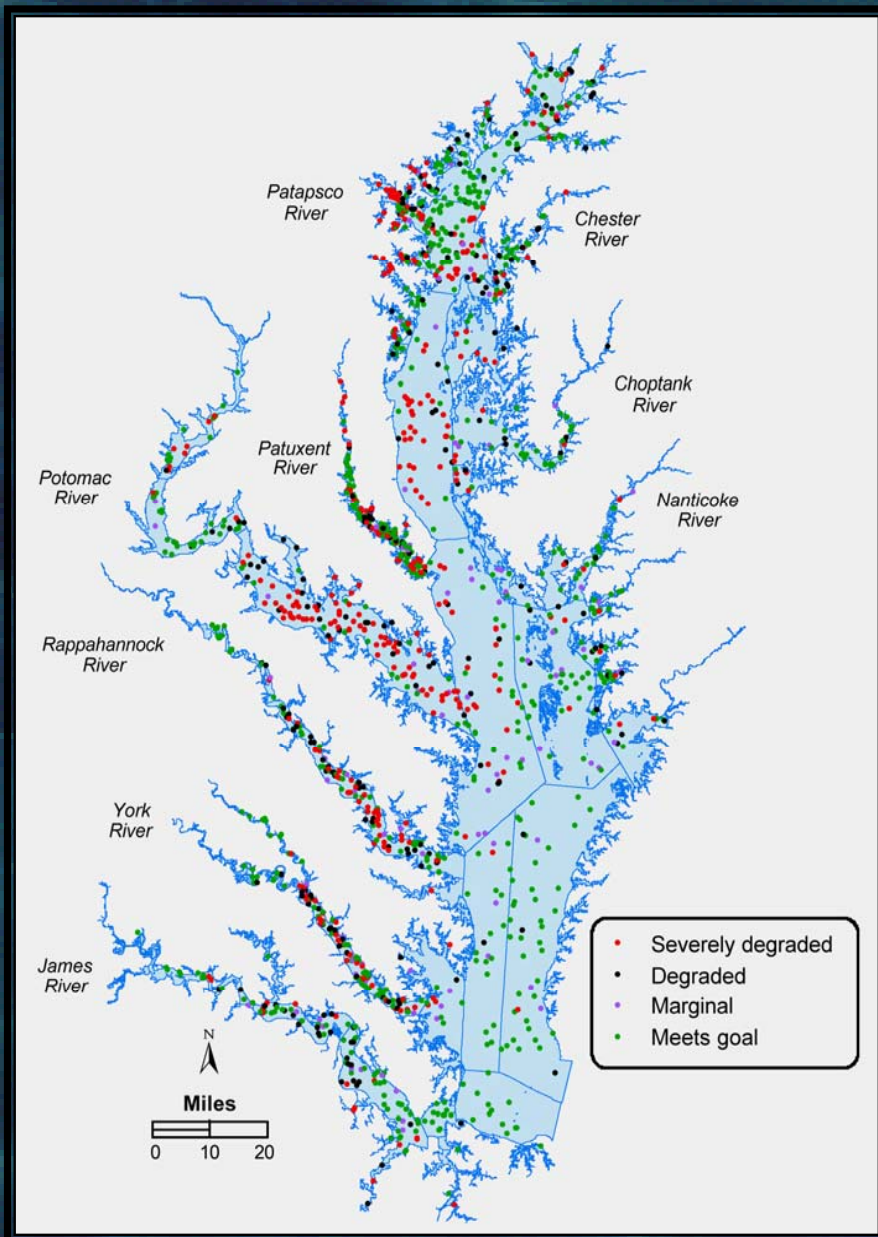 Patapsco
River
Chester
River
Choptank
River
Patuxent
River
Potomac
River
Nanticoke
River
Rappahannock
River
York
River
James
River
N
Miles
0 10 20
Severely degraded
Degraded
Marginal
Meets goal